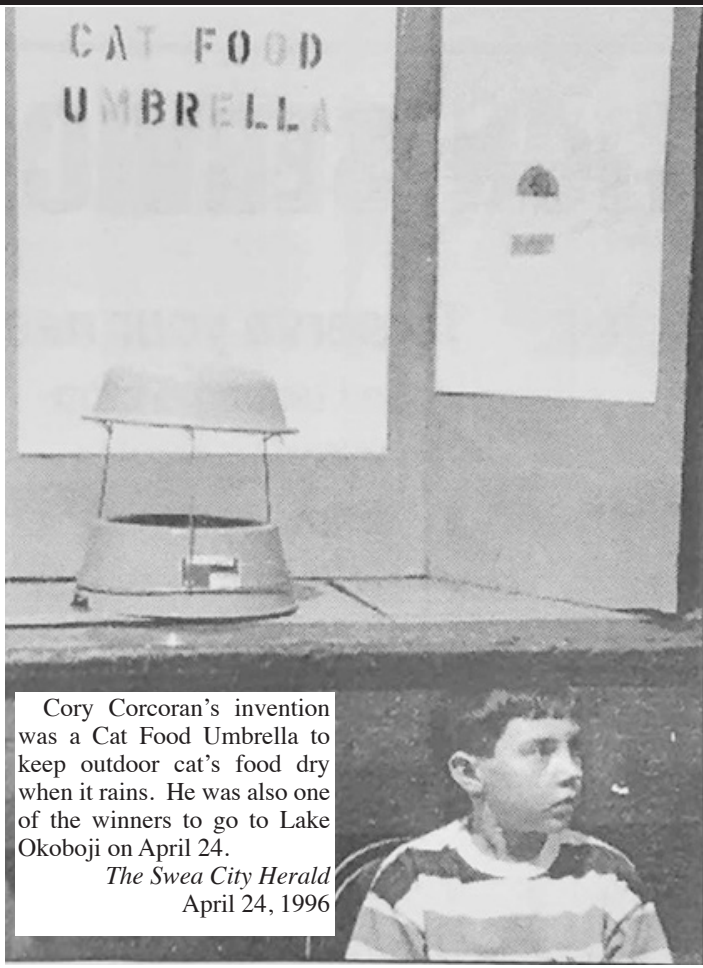 CAT FOOD
UMBRELLA
Cory Corcoran's invention
was a Cat Food Umbrella to
keep outdoor cat's food dry
when it rains. He was also one
of the winners to go to Lake
Okoboji on April 24.
The Swea City Herald
April 24, 1996